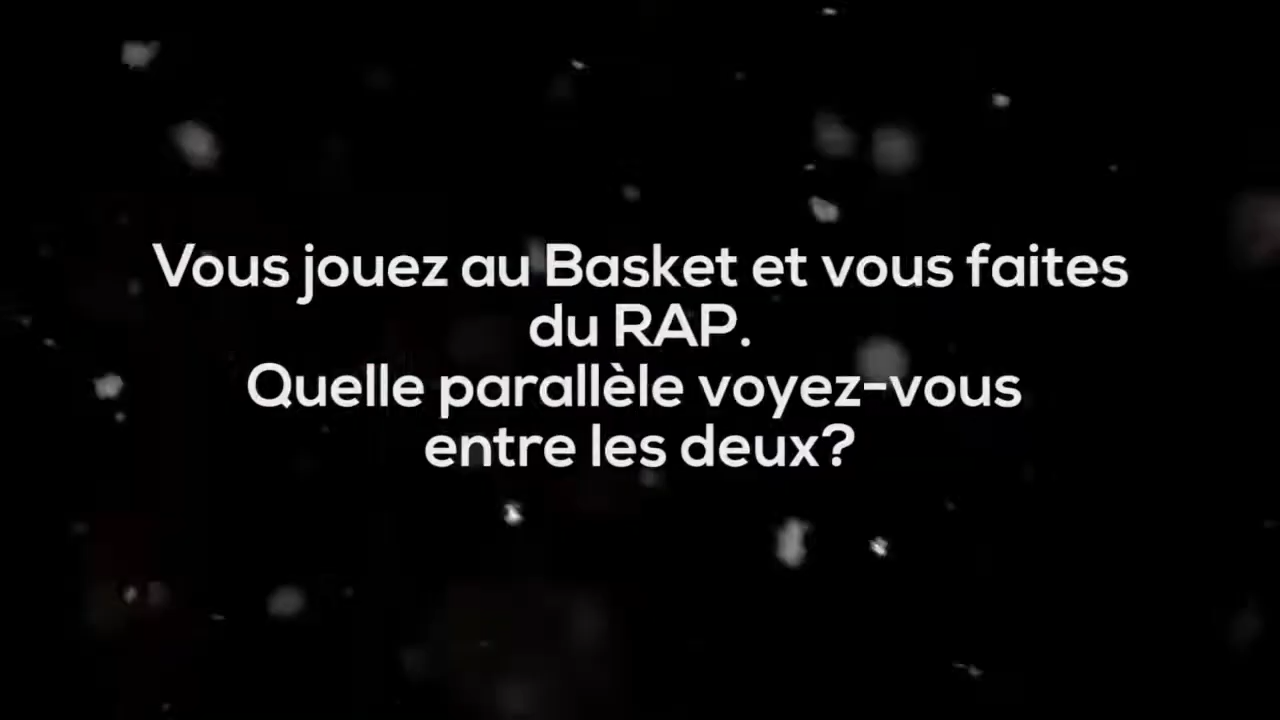 Vous jouez au Basket et vous faites
du RAP.
Quelle parallèle voyez-vous
entre les deux?